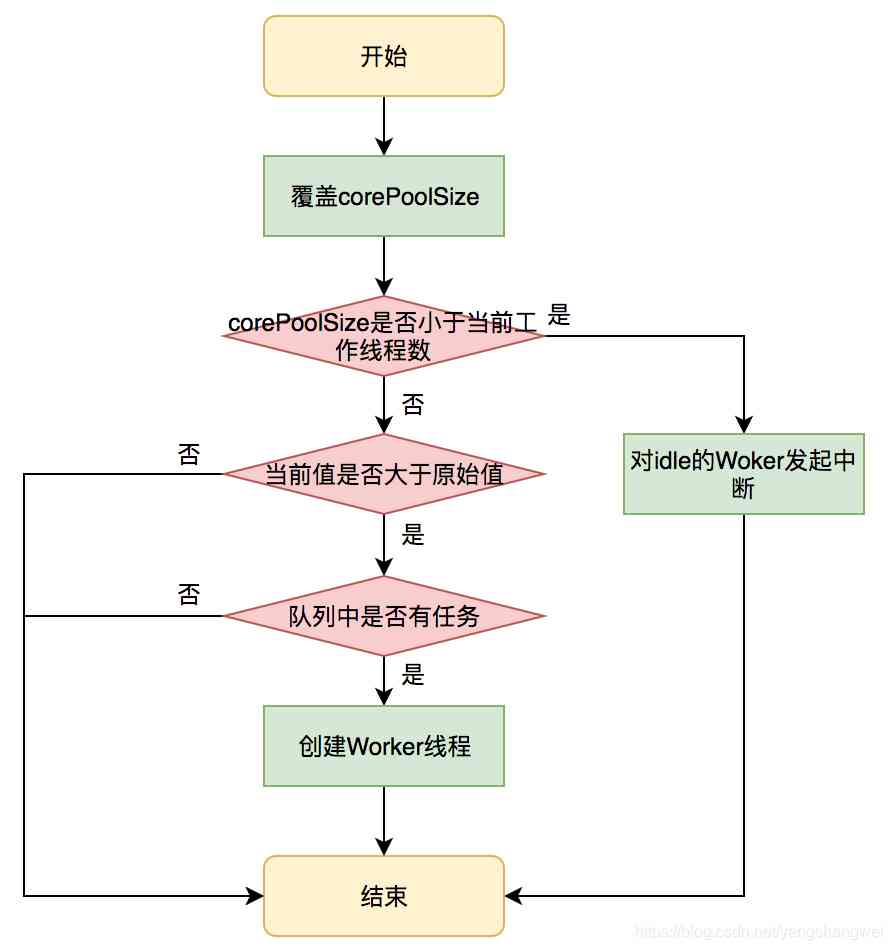 开始
覆盖corePoolSize
corePoolSize是否小于当前工
作线程数
是
否
否
当前值是否大于原始值
对idle的Woker发起中
断
是
否
队列中是否有任务
是
创建Worker线程
结束
https://blog.csdn.net/yangshangwei